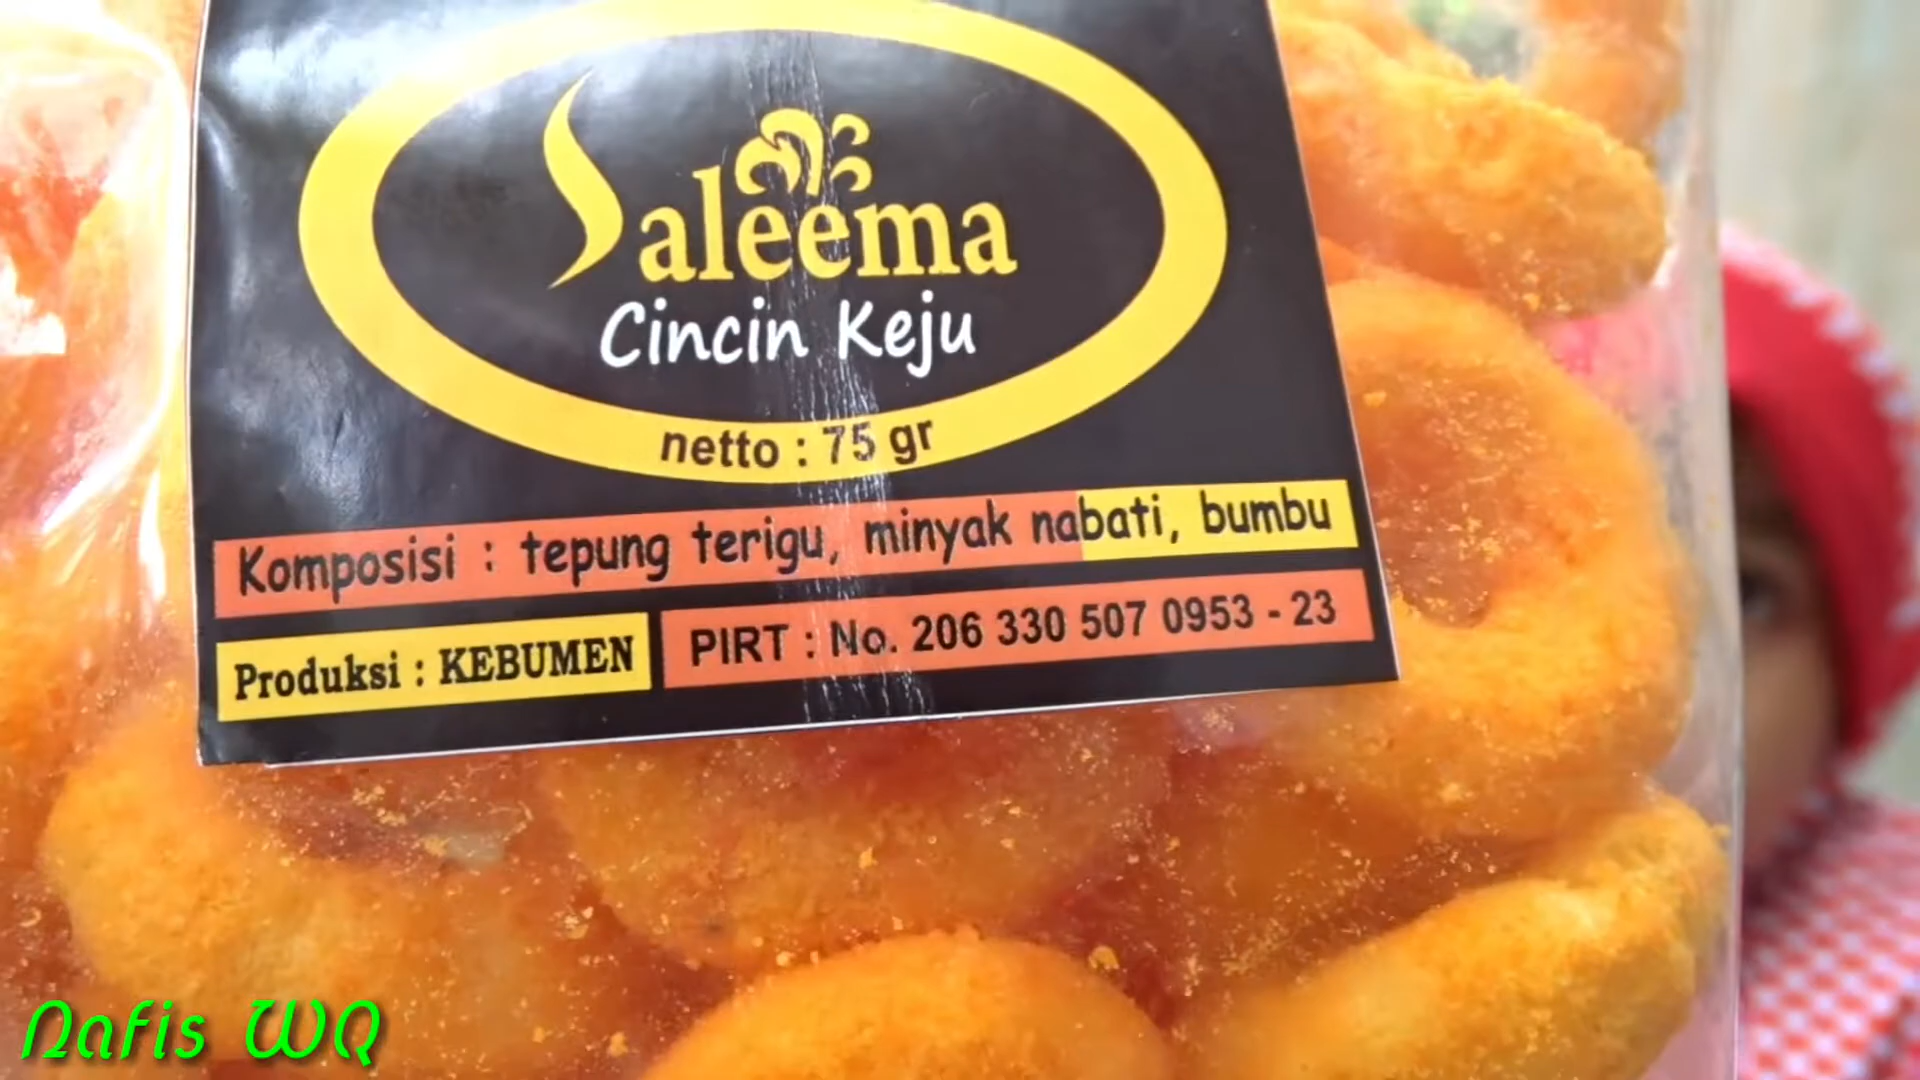 Saleema
Cincin Keju
netto : 75 gr
Komposisi : tepung terigu, minyak nabati, bumbu
Produksi : KEBUMEN
PIRT : No. 206 330 507 0953 - 23
Nafis WQ